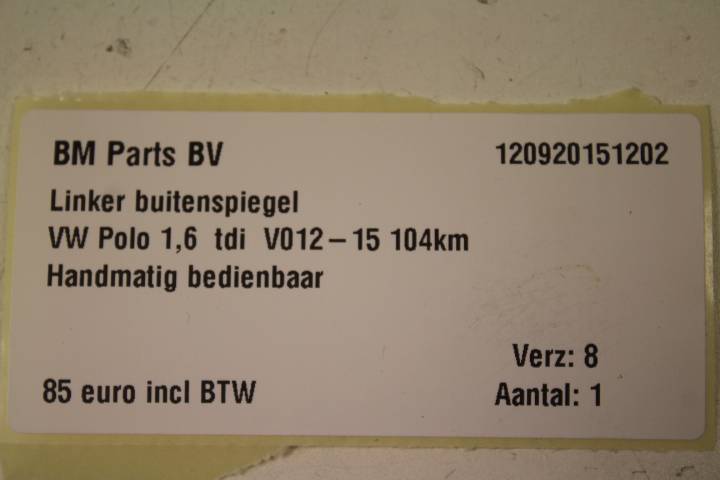 BM Parts BV 120920151202
Linker buitenspiegel
VW Polo 1,6 tdi V012-15 104km
Handmatig bedienbaar
Verz: 8
85 euro incl BTW Aantal: 1